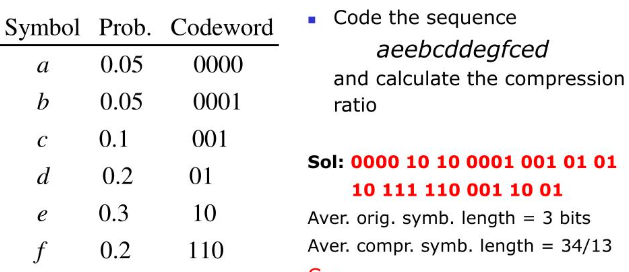 Symbol Prob. Codeword
a 0.05 0000
b 0.05 0001
c 0.1 001
d 0.2 01
e 0.3 10
f 0.2 110
▪ Code the sequence
aeebcddegfced
and calculate the compression
ratio
Sol: 0000 10 10 0001 001 01 01
10 111 110 001 10 01
Aver. orig. symb. length = 3 bits
Aver. compr. symb. length = 34/13